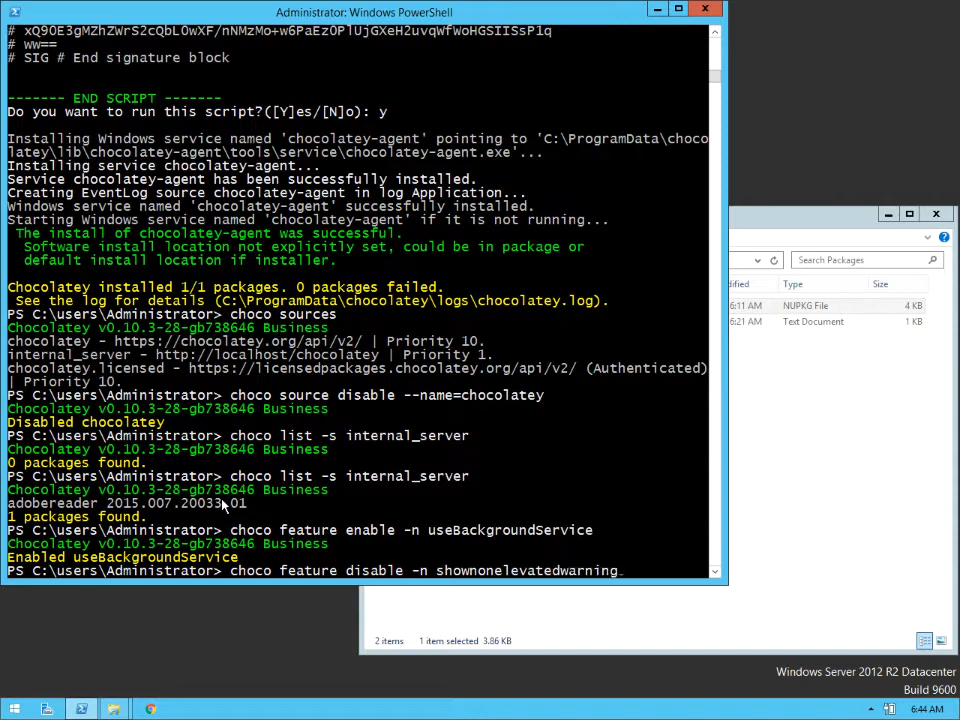 Administrator: Windows PowerShell
# xQ9OE3gMZhZWrS2cQbLOwXF/nNMzMo+w6PaEzOPlUjGXeH2uvqWfWoHGSIISsP1q
# ww==
# SIG # End signature block
------- END SCRIPT -------
Do you want to run this script?([Y]es/[N]o): y
Installing Windows service named 'chocolatey-agent' pointing to 'C:\ProgramData\choco
latey\lib\chocolatey-agent\tools\service\chocolatey-agent.exe'...
Installing service chocolatey-agent...
Service chocolatey-agent has been successfully installed.
Creating EventLog source chocolatey-agent in log Application...
Windows service named 'chocolatey-agent' successfully installed.
Starting Windows service named 'chocolatey-agent' if it is not running...
The install of chocolatey-agent was successful.
Software install location not explicitly set, could be in package or
default install location if installer.
Chocolatey installed 1/1 packages. 0 packages failed.
See the log for details (C:\ProgramData\chocolatey\logs\chocolatey.log).
PS C:\users\Administrator> choco sources
Chocolatey v0.10.3-28-gb738646 Business
chocolatey - https://chocolatey.org/api/v2/ | Priority 10.
internal_server - http://localhost/chocolatey | Priority 1.
chocolatey.licensed - https://licensedpackages.chocolatey.org/api/v2/ (Authenticated)
| Priority 10.
PS C:\users\Administrator> choco source disable --name=chocolatey
Chocolatey v0.10.3-28-gb738646 Business
Disabled chocolatey
PS C:\users\Administrator> choco list -s internal_server
Chocolatey v0.10.3-28-gb738646 Business
0 packages found.
PS C:\users\Administrator> choco list -s internal_server
Chocolatey v0.10.3-28-gb738646 Business
adobereader 2015.007.20033.01
1 packages found.
PS C:\users\Administrator> choco feature enable -n useBackgroundService
Chocolatey v0.10.3-28-gb738646 Business
Enabled useBackgroundService
PS C:\users\Administrator> choco feature disable -n shownonelevatedwarning
Search Packages
dified Type Size
6:11 AM NUPKG File 4 KB
6:21 AM Text Document 1 KB
2 items 1 item selected 3.86 KB
Windows Server 2012 R2 Datacenter
Build 9600
6:44 AM